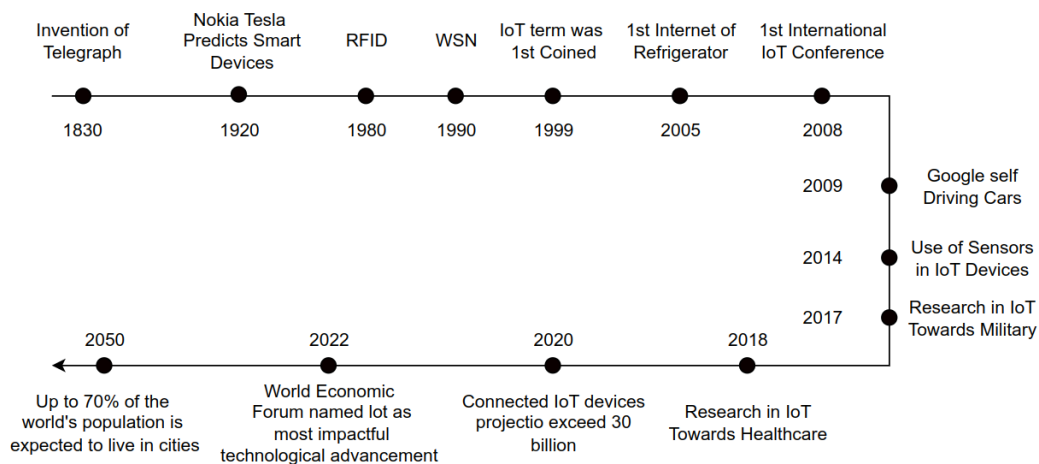 Invention of
Telegraph
Nokia Tesla
Predicts Smart
Devices
RFID
WSN
IoT term was
1st Coined
1st Internet of
Refrigerator
1st International
IoT Conference
1830
1920
1980
1990
1999
2005
2008
2009
Google self
Driving Cars
2014
Use of Sensors
in IoT Devices
2017
Research in IoT
Towards Military
2018
Research in IoT
Towards Healthcare
2020
Connected IoT devices
projectio exceed 30
billion
2022
World Economic
Forum named lot as
most impactful
technological advancement
2050
Up to 70% of the
world's population is
expected to live in cities